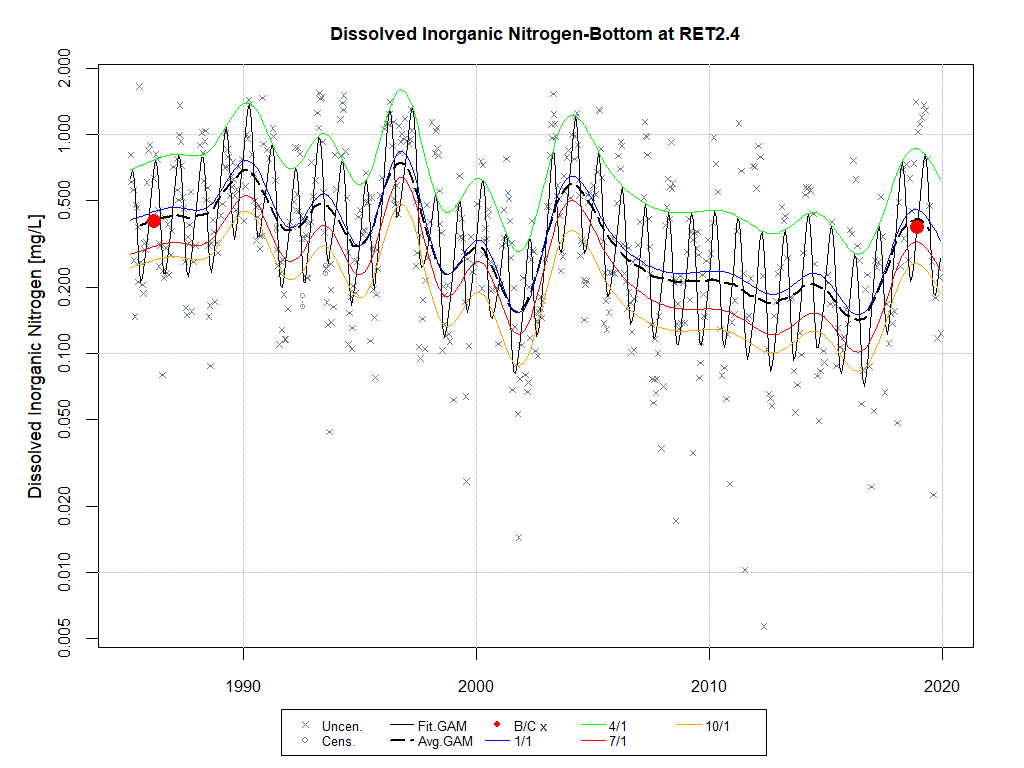 Dissolved Inorganic Nitrogen-Bottom at RET2.4
Dissolved Inorganic Nitrogen [mg/L]
2.000
1.000
0.500
0.200
0.100
0.050
0.020
0.010
0.005
1990 2000 2010 2020
Uncen. Fit.GAM B/C x 4/1 10/1
Cens. Avg.GAM 1/1 7/1